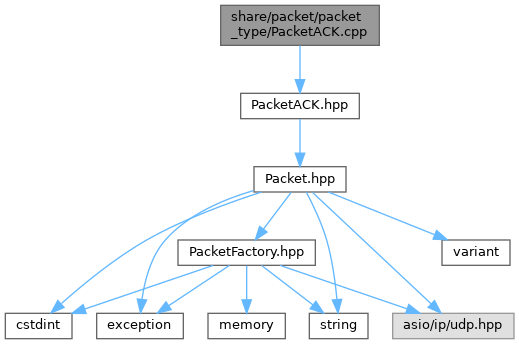 share/packet/packet
_type/PacketACK.cpp
PacketACK.hpp
Packet.hpp
PacketFactory.hpp
variant
cstdint
exception
memory
string
asio/ip/udp.hpp